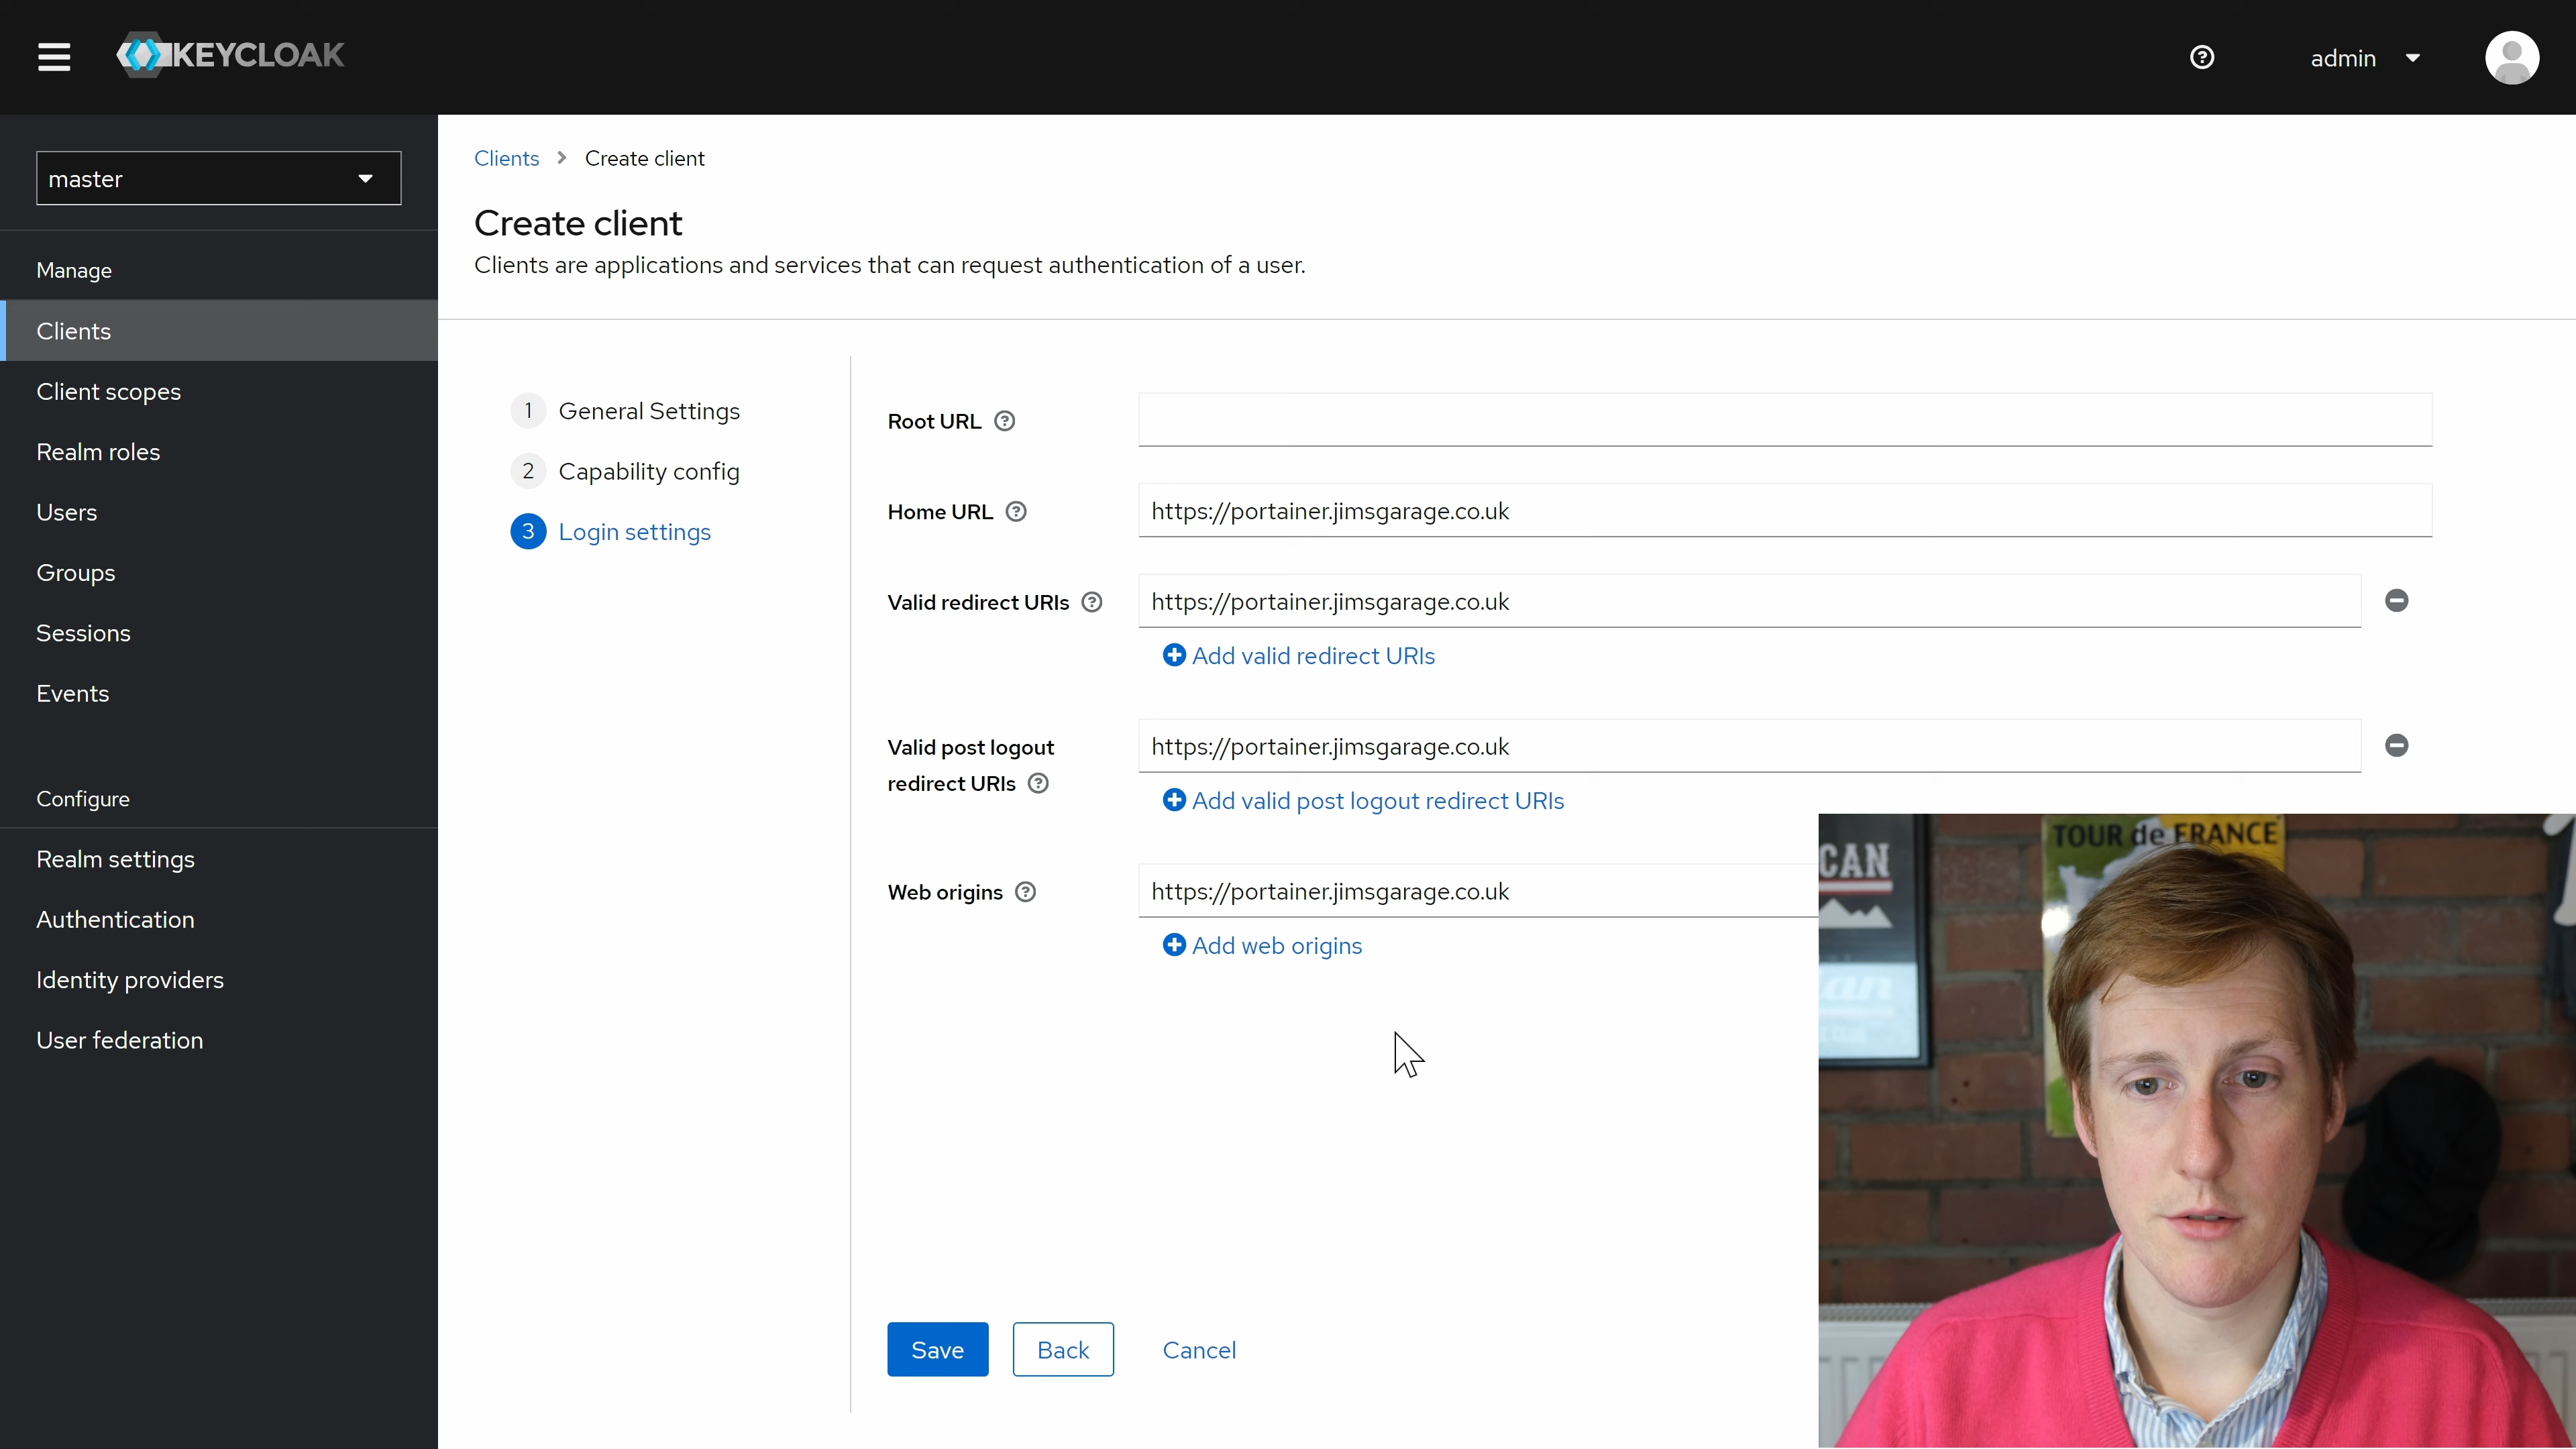 KEYCLOAK
admin
master
Manage
Clients
Client scopes
Realm roles
Users
Groups
Sessions
Events
Configure
Realm settings
Authentication
Identity providers
User federation
Clients > Create client
Create client
Clients are applications and services that can request authentication of a user.
1 General Settings
2 Capability config
3 Login settings
Root URL
Home URL
https://portainer.jimsgarage.co.uk
Valid redirect URIs
https://portainer.jimsgarage.co.uk
Add valid redirect URIs
Valid post logout
redirect URIs
https://portainer.jimsgarage.co.uk
Add valid post logout redirect URIs
Web origins
https://portainer.jimsgarage.co.uk
Add web origins
Save
Back
Cancel
TOUR de FRANCE
CAN